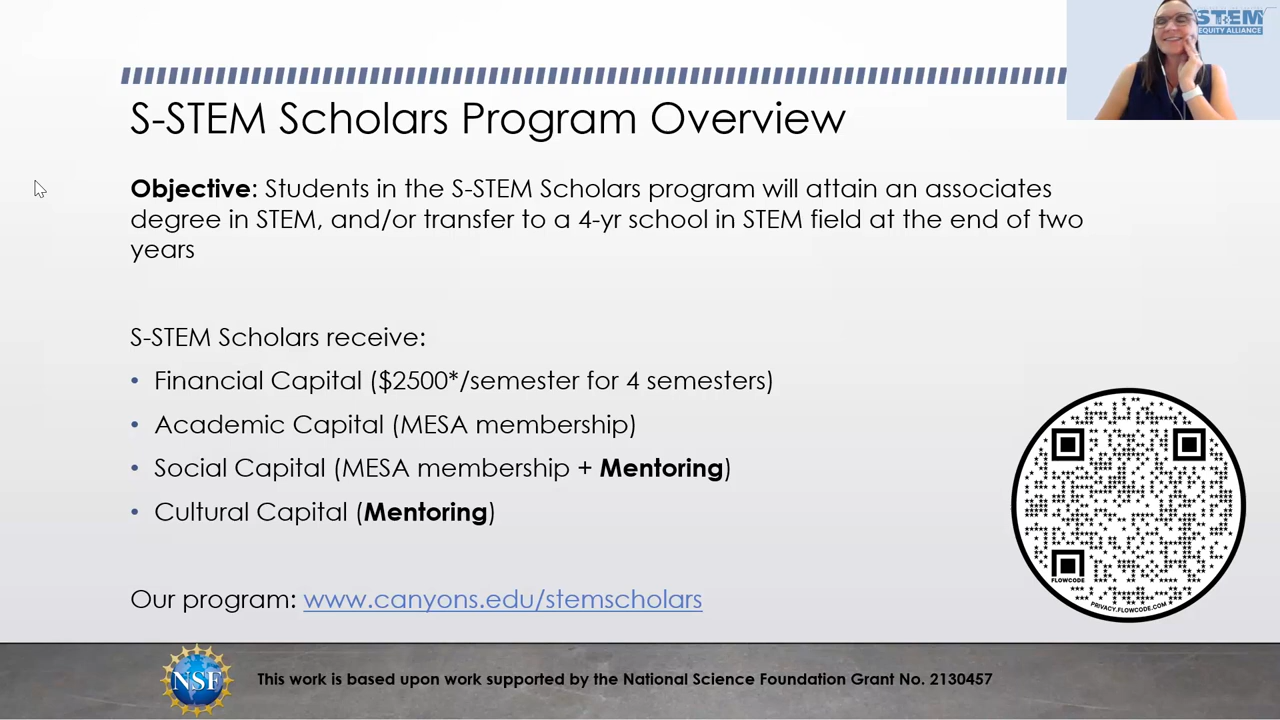 STEM
EQUITY ALLIANCE
S-STEM Scholars Program Overview
Objective: Students in the S-STEM Scholars program will attain an associates
degree in STEM, and/or transfer to a 4-yr school in STEM field at the end of two
years
S-STEM Scholars receive:
• Financial Capital ($2500*/semester for 4 semesters)
• Academic Capital (MESA membership)
• Social Capital (MESA membership + Mentoring)
• Cultural Capital (Mentoring)
FLOWCODE
PRIVACY.FLOWCODE.COM
Our program: www.canyons.edu/stemscholars
NSF
This work is based upon work supported by the National Science Foundation Grant No. 2130457